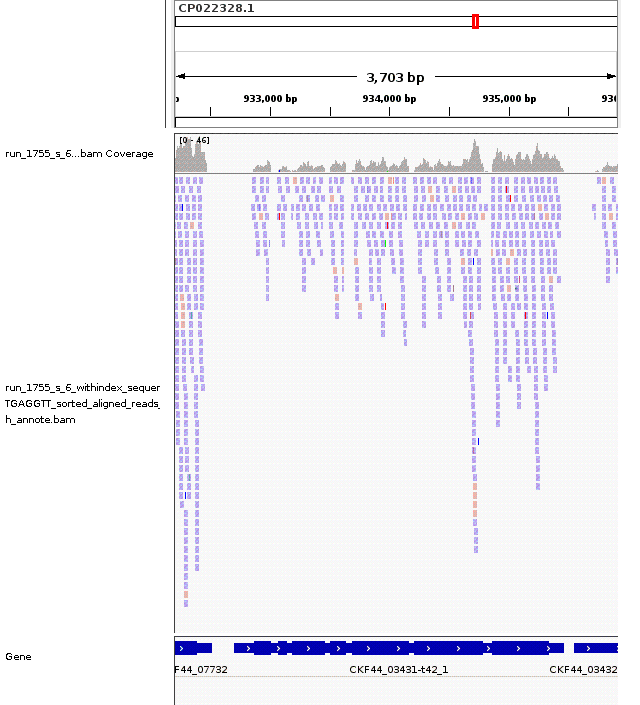 CP022328.1
3,703 bp
933,000 bp 934,000 bp 935,000 bp 930
[0 - 46]
run_1755_s_6...bam Coverage
run_1755_s_6_withindex_sequer
TGAGGTT_sorted_aligned_reads_
h_annote.bam
Gene
F44_07732 CKF44_03431-t42_1 CKF44_03432